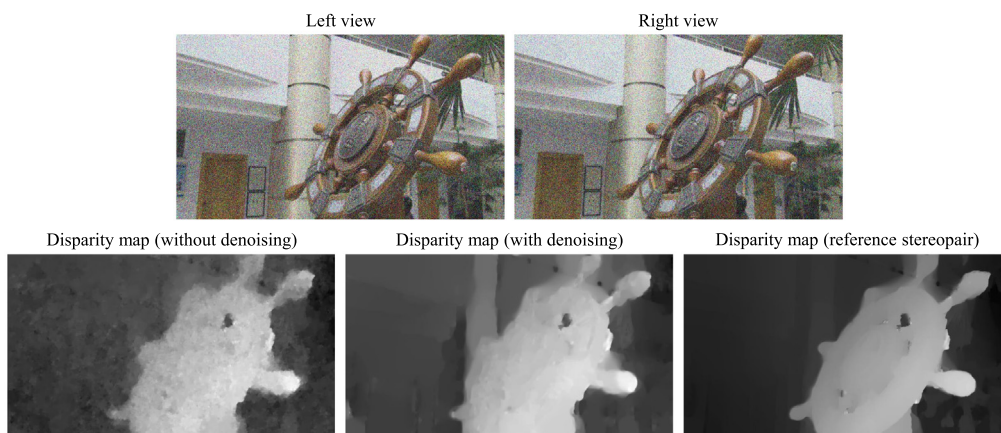 Left view
Right view
Disparity map (without denoising)
Disparity map (with denoising)
Disparity map (reference stereopair)